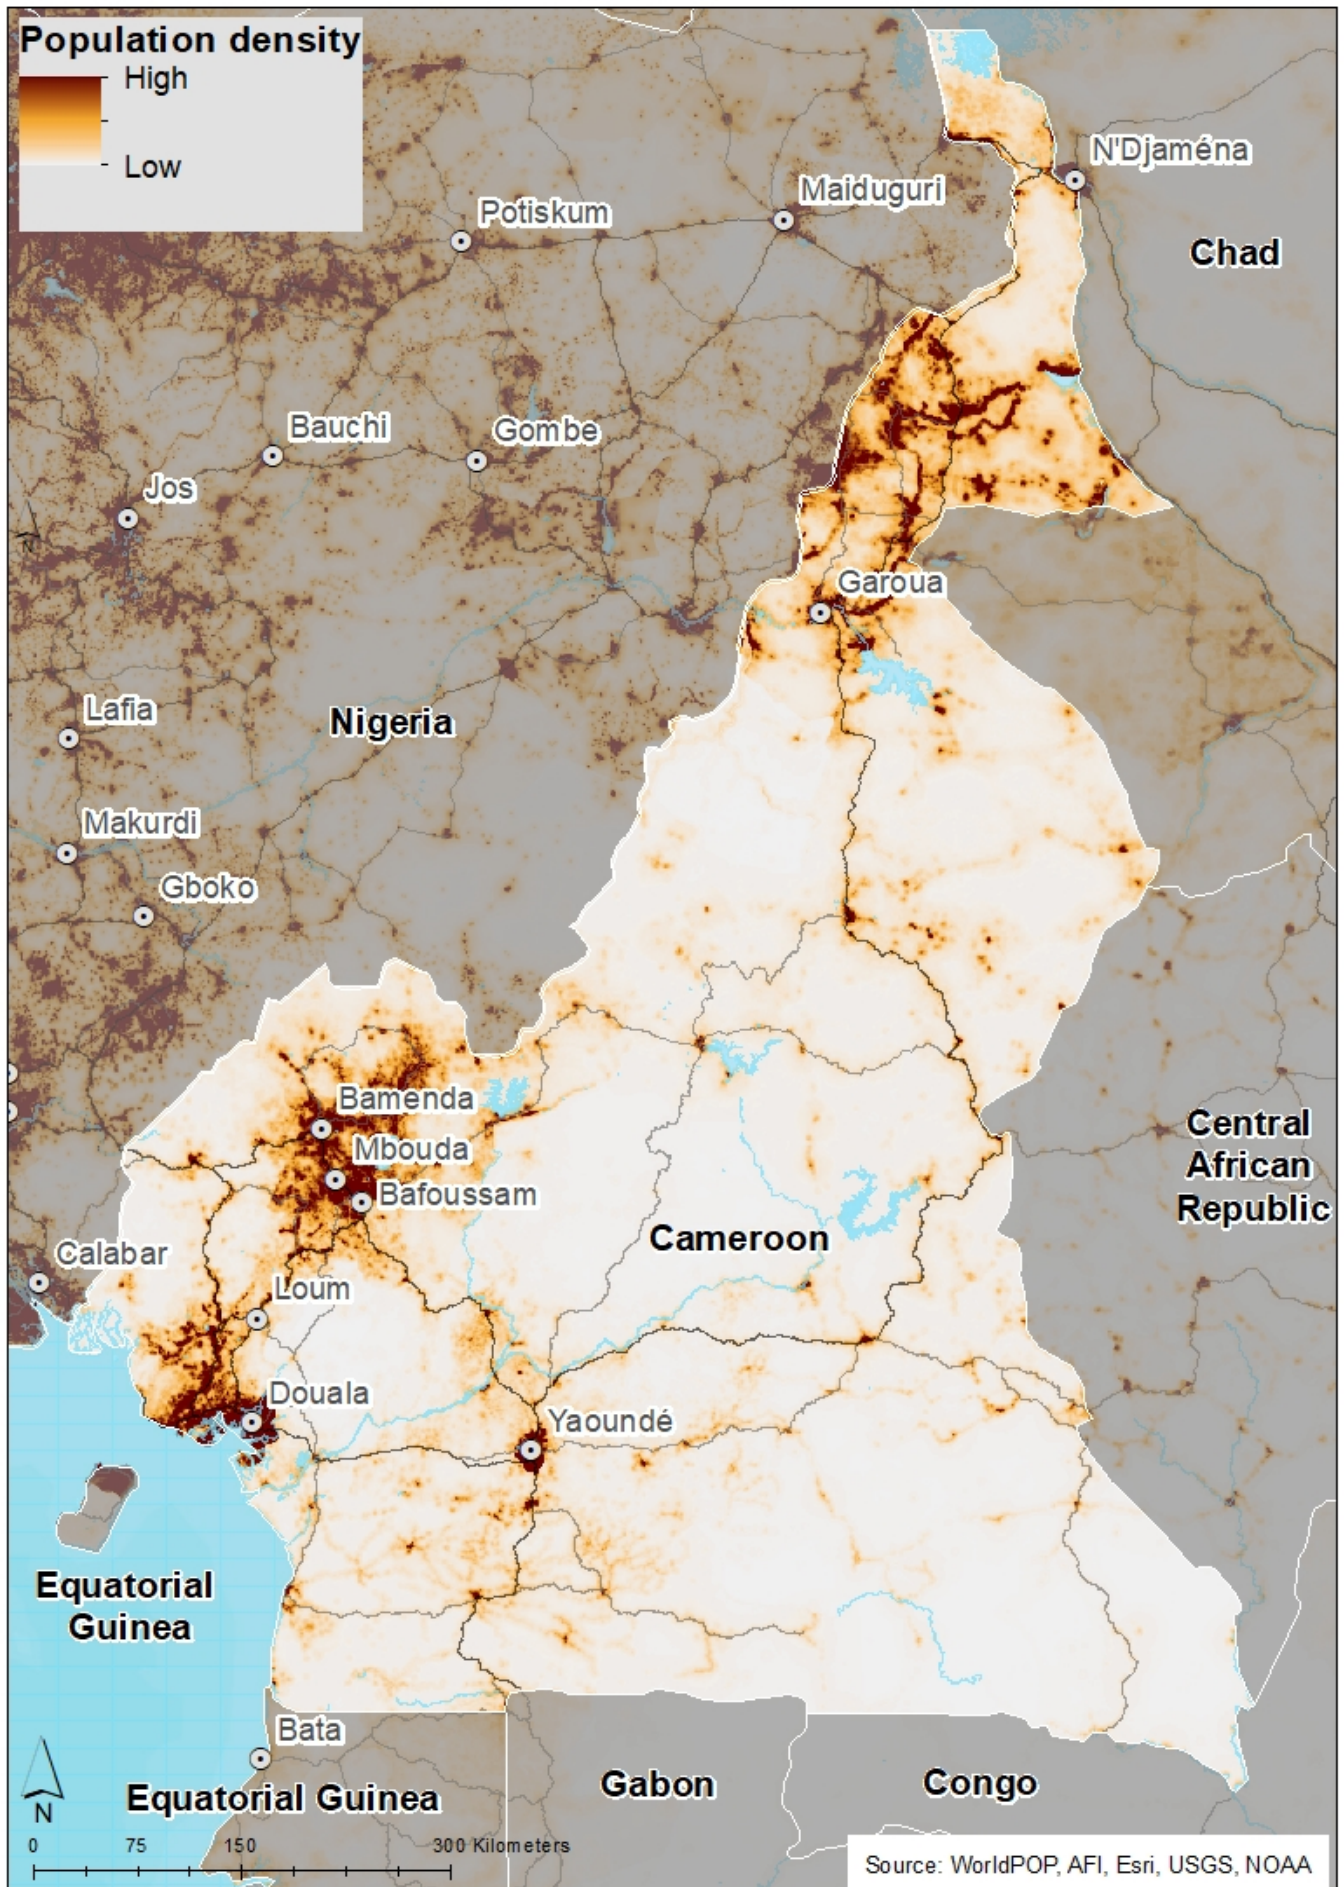 Population density
High
Low
N'Djaména
Maiduguri
Potiskum
Chad
Bauchi
Gombe
Jos
N
Garoua
Lafia
Nigeria
Makurdi
Gboko
Bamenda
Central
African
Republic
Mbouda
Bafoussam
Cameroon
Calabar
Loum
Douala
Yaoundé
Equatorial
Guinea
Bata
Equatorial Guinea
Gabon
Congo
N
0 75 150 300 Kilometers
Source: WorldPOP, AFI, Esri, USGS, NOAA